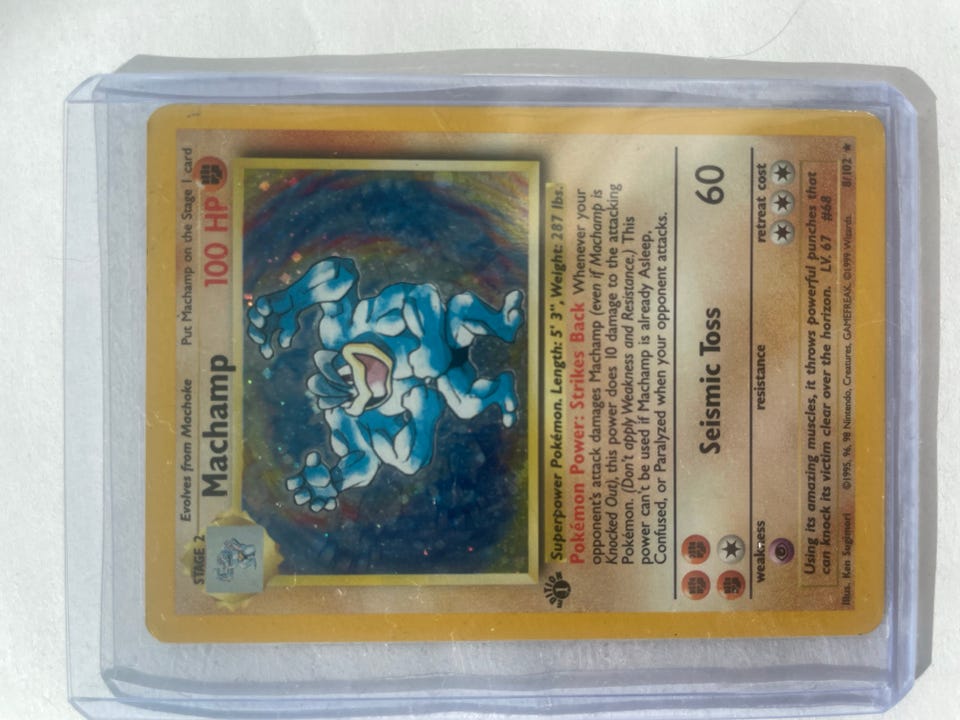 Evolves from Machoke Put Machamp on the Stage 1 card
STAGE 2
Machamp 100 HP
Superpower Pokémon. Length: 5' 3", Weight: 287 lbs.
Pokémon Power: Strikes Back Whenever your
opponent's attack damages Machamp (even if Machamp is
Knocked Out), this power does 10 damage to the attacking
Pokémon. (Don't apply Weakness and Resistance.) This
power can't be used if Machamp is already Asleep,
Confused, or Paralyzed when your opponent attacks.
Seismic Toss 60
weakness resistance retreat cost
Using its amazing muscles, it throws powerful punches that
can knock its victim clear over the horizon. LV. 67 #68
Illus. Ken Sugimori ©1995, 96, 98 Nintendo, Creatures, GAMEFREAK. ©1999 Wizards. 8/102 ★